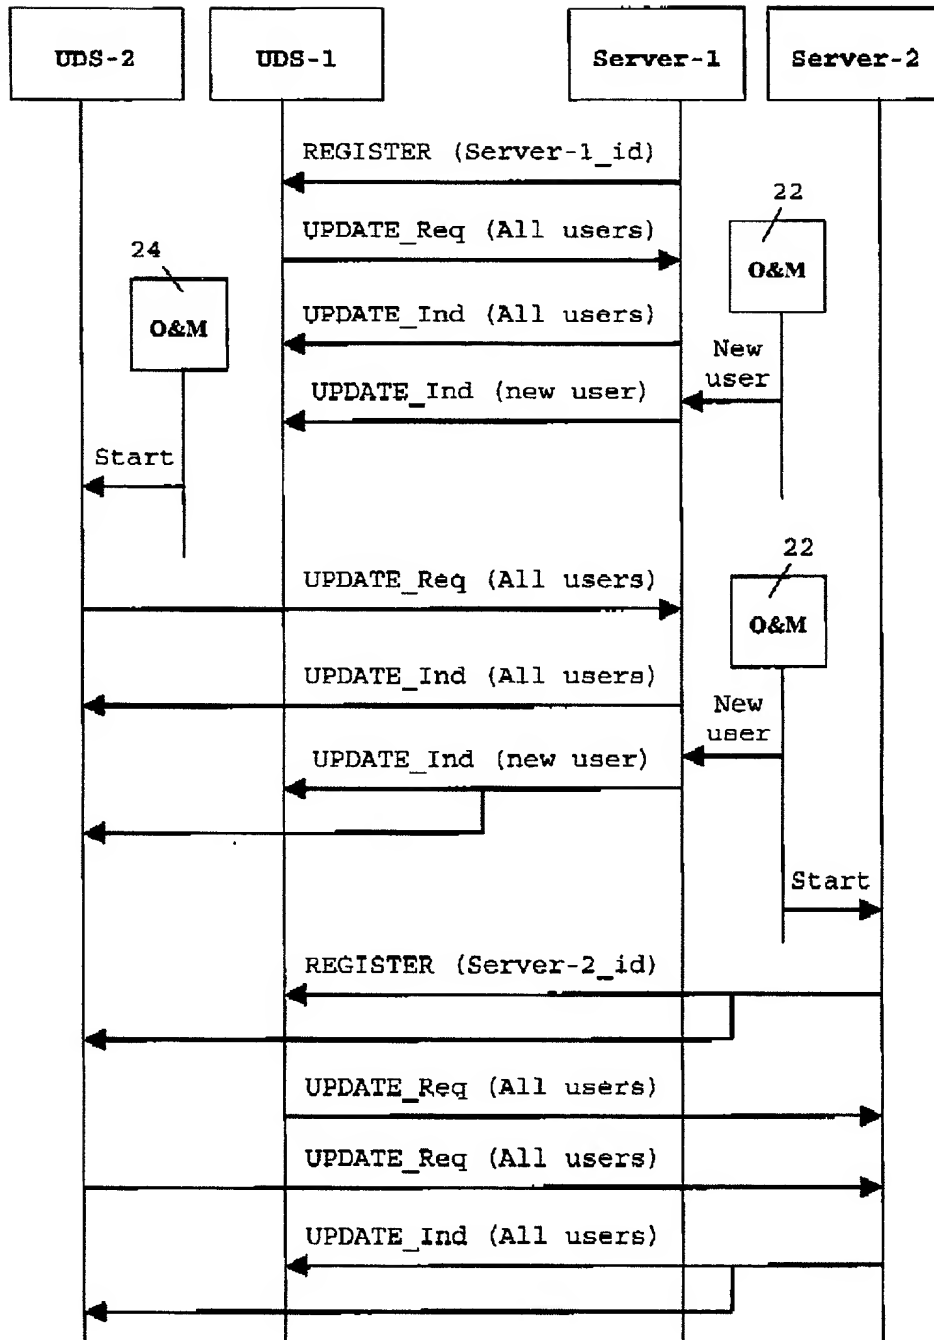 UDS-2
UDS-1
Server-1
Server-2
REGISTER (Server-1_id)
22
UPDATE_Req (All users)
O&M
24
O&M
UPDATE_Ind (All users)
New
user
UPDATE_Ind (new user)
Start
22
UPDATE_Req (All users)
O&M
UPDATE_Ind (All users)
New
user
UPDATE_Ind (new user)
Start
REGISTER (Server-2_id)
UPDATE_Req (All users)
UPDATE_Req (All users)
UPDATE_Ind (All users)